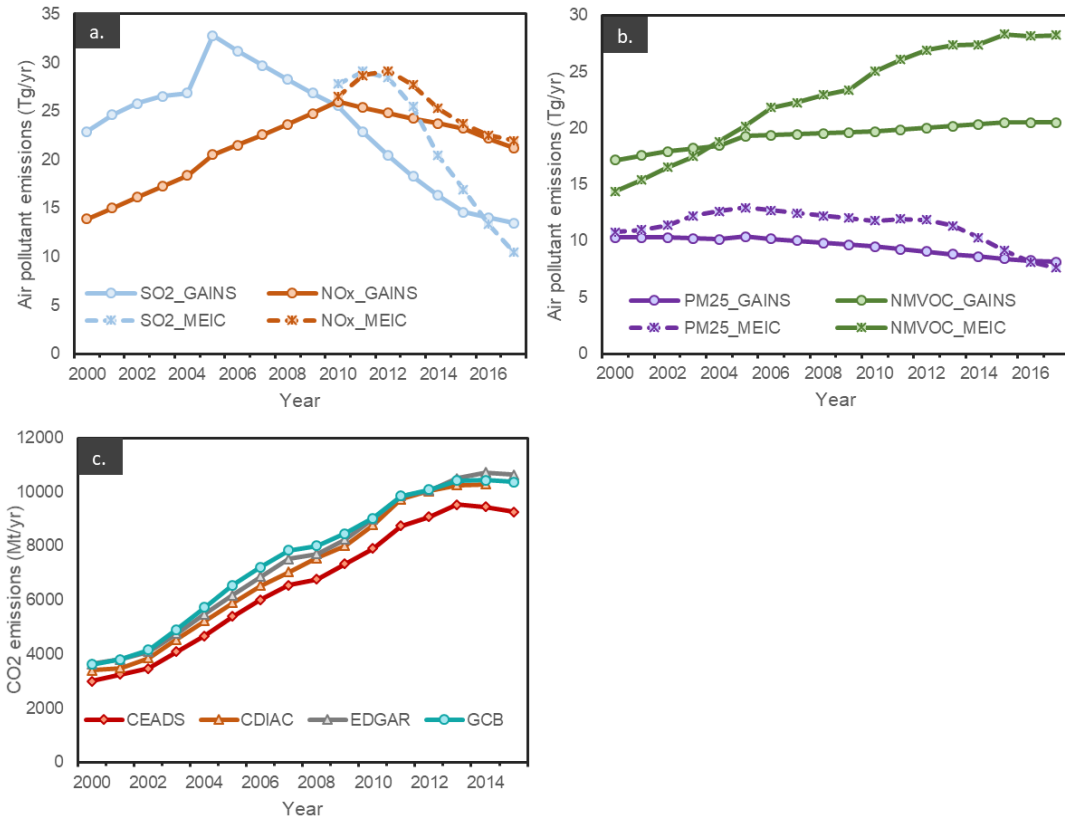 a.
Air pollutant emissions (Tg/yr)
35
30
25
20
15
10
5
0
SO2_GAINS NOx_GAINS
SO2_MEIC NOx_MEIC
2000 2002 2004 2006 2008 2010 2012 2014 2016
Year
b.
Air pollutant emissions (Tg/yr)
30
25
20
15
10
5
0
PM25_GAINS NMVOC_GAINS
PM25_MEIC NMVOC_MEIC
2000 2002 2004 2006 2008 2010 2012 2014 2016
Year
c.
CO2 emissions (Mt/yr)
12000
10000
8000
6000
4000
2000
0
CEADS CDIAC EDGAR GCB
2000 2002 2004 2006 2008 2010 2012 2014
Year